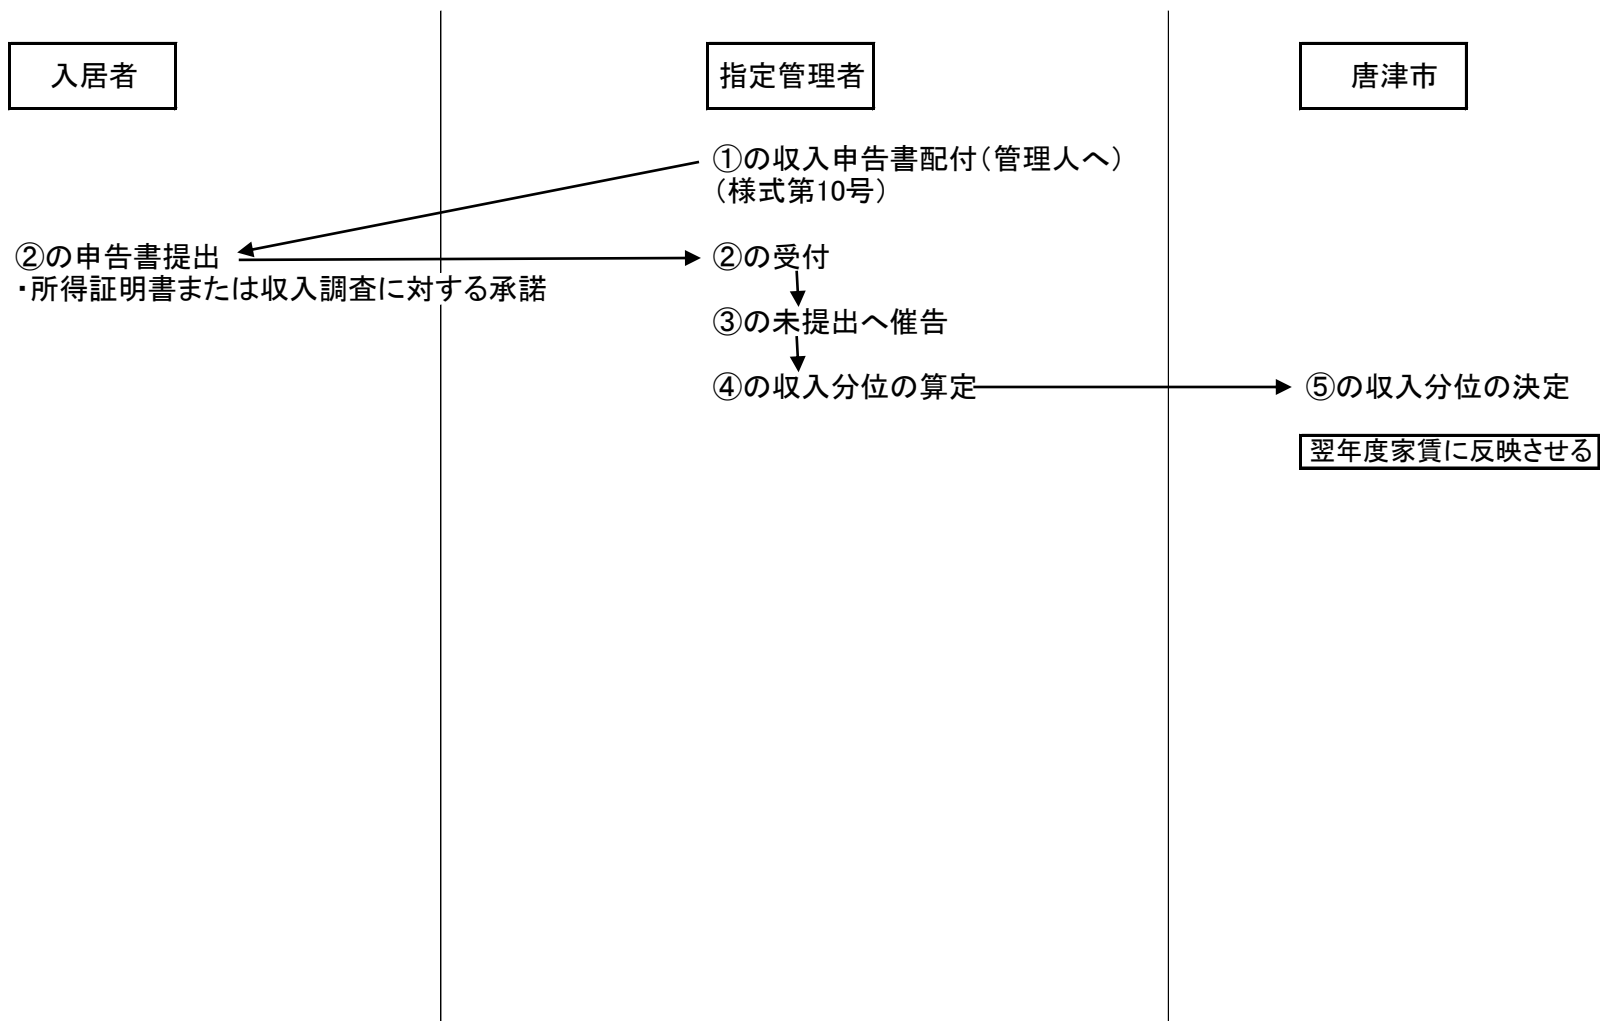 入居者
指定管理者
唐津市
①の収入申告書配付(管理人へ)
(様式第10号)
②の申告書提出
・所得証明書または収入調査に対する承諾
②の受付
③の未提出へ催告
④の収入分位の算定
⑤の収入分位の決定
翌年度家賃に反映させる